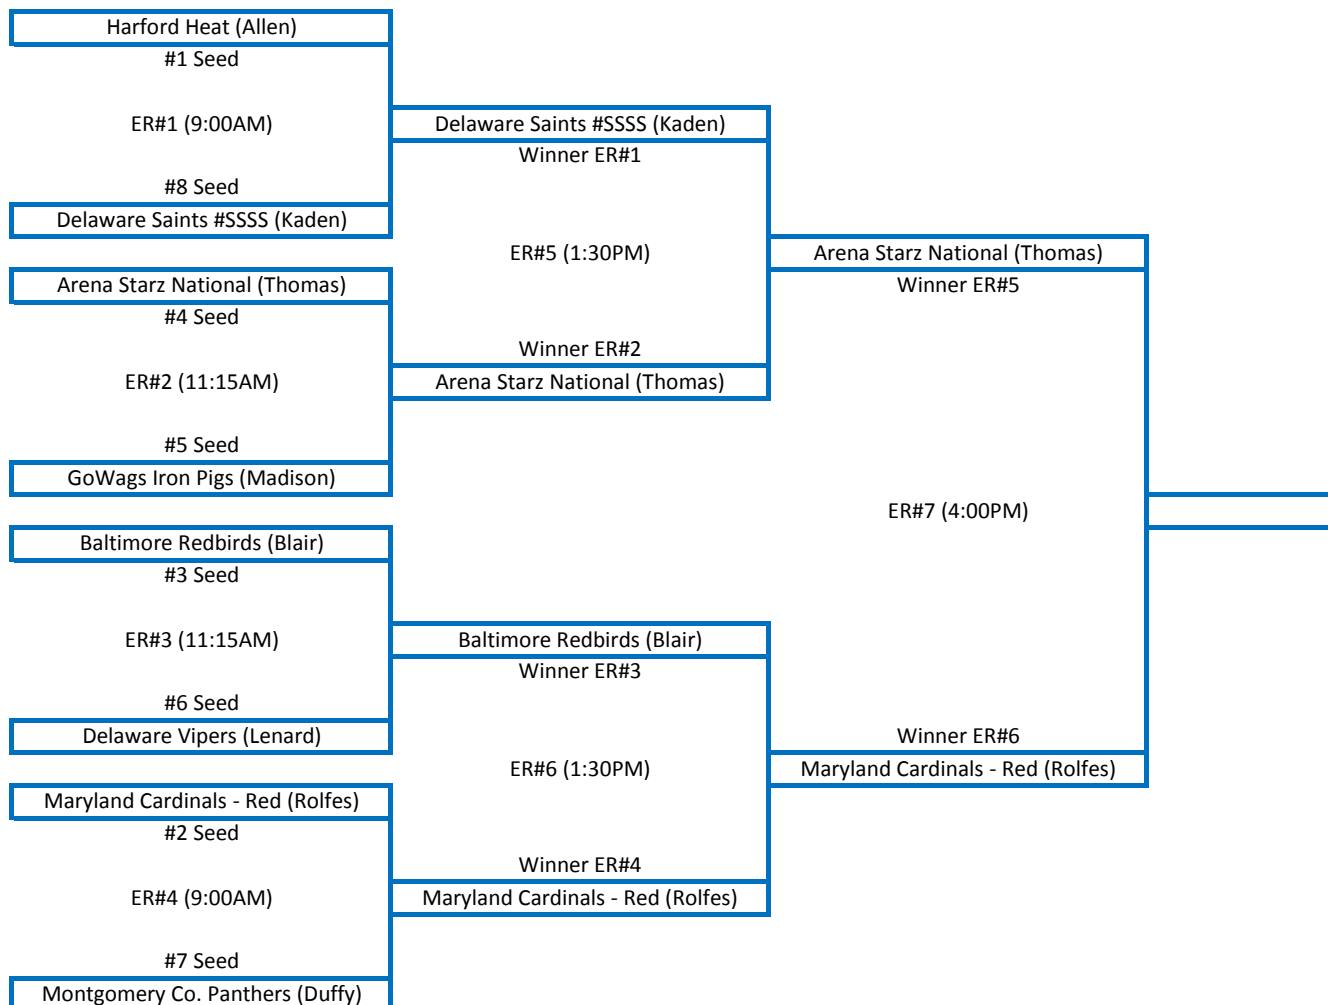 Harford Heat (Allen)
#1 Seed
ER#1 (9:00AM)
#8 Seed
Delaware Saints #SSSS (Kaden)
Arena Starz National (Thomas)
#4 Seed
ER#2 (11:15AM)
#5 Seed
GoWags Iron Pigs (Madison)
Baltimore Redbirds (Blair)
#3 Seed
ER#3 (11:15AM)
#6 Seed
Delaware Vipers (Lenard)
Maryland Cardinals - Red (Rolfes)
#2 Seed
ER#4 (9:00AM)
#7 Seed
Montgomery Co. Panthers (Duffy)
Delaware Saints #SSSS (Kaden)
Winner ER#1
ER#5 (1:30PM)
Winner ER#2
Arena Starz National (Thomas)
Baltimore Redbirds (Blair)
Winner ER#3
ER#6 (1:30PM)
Winner ER#4
Maryland Cardinals - Red (Rolfes)
Arena Starz National (Thomas)
Winner ER#5
ER#7 (4:00PM)
Winner ER#6
Maryland Cardinals - Red (Rolfes)